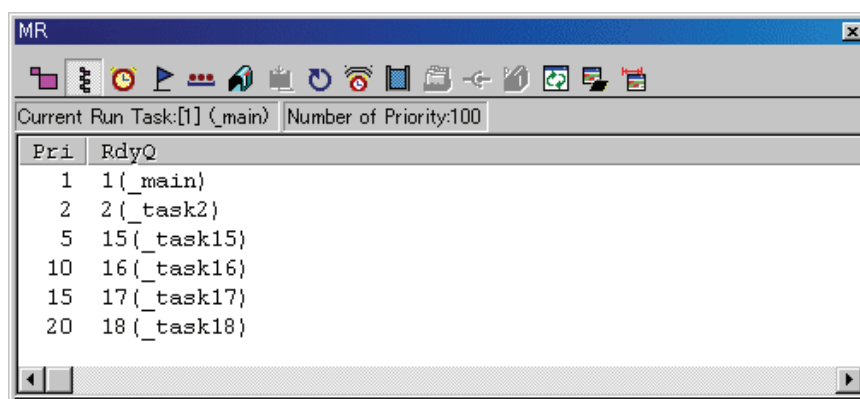 MR
Current Run Task:[1] (_main) Number of Priority:100
Pri RdyQ
1 1(_main)
2 2(_task2)
5 15(_task15)
10 16(_task16)
15 17(_task17)
20 18(_task18)